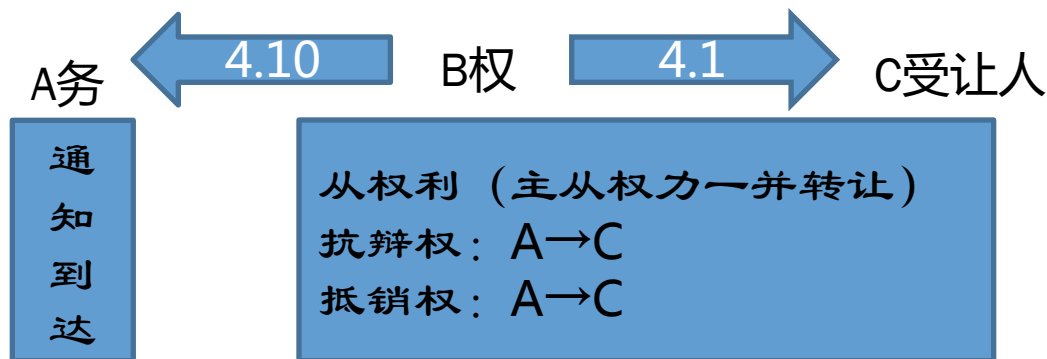 4.10
B权
4.1
A务
C受让人
通
知
到
达
从权利（主从权力一并转让）
抗辩权：A→C
抵销权：A→C